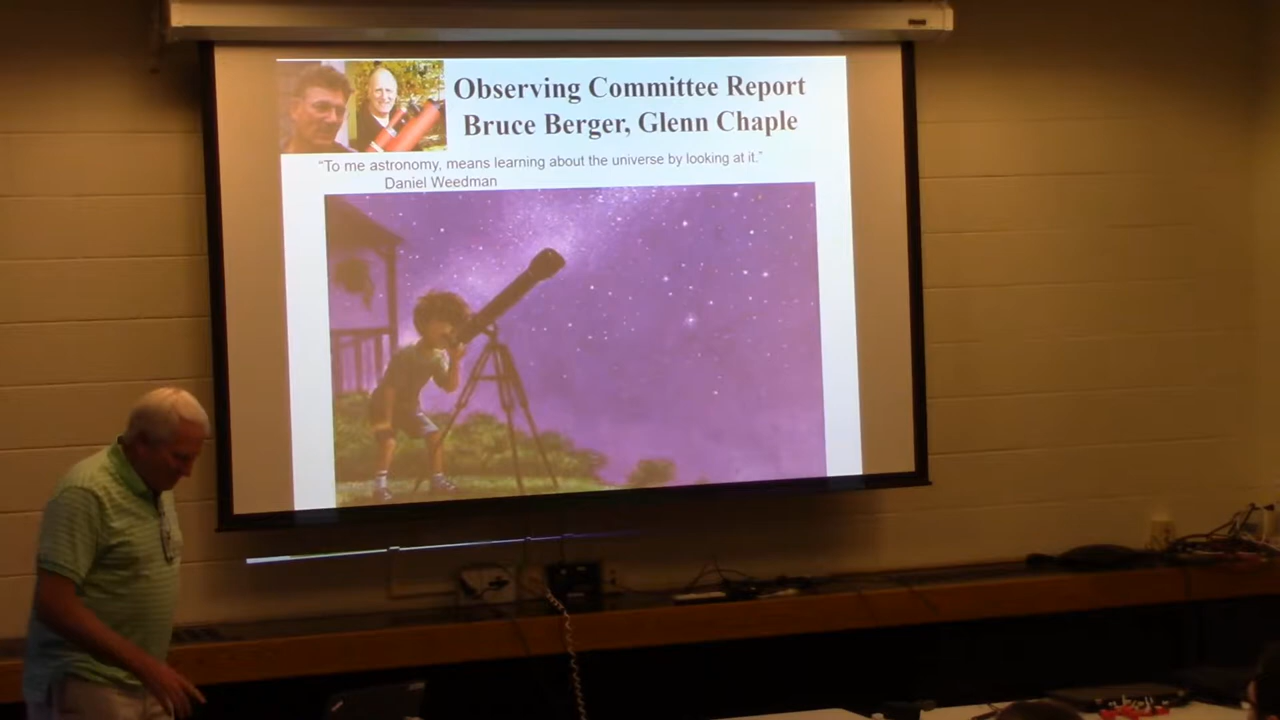 Observing Committee Report
Bruce Berger, Glenn Chaple
“To me astronomy, means learning about the universe by looking at it.”
Daniel Weedman